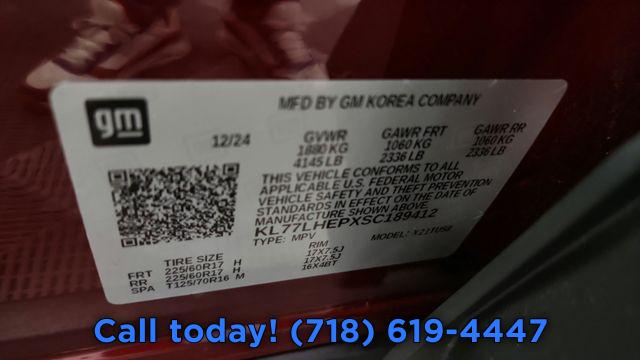 gm
MFD BY GM KOREA COMPANY
12/24 GVWR GAWR FRT GAWR RR
1880 KG 1060 KG 1060 KG
4145 LB 2336 LB 2336 LB
THIS VEHICLE CONFORMS TO ALL
APPLICABLE U.S. FEDERAL MOTOR
VEHICLE SAFETY AND THEFT PREVENTION
STANDARDS IN EFFECT ON THE DATE OF
MANUFACTURE SHOWN ABOVE.
KL77LHEPXSC189412
TYPE: MPV MODEL:
TIRE SIZE RIM
FRT 225/60R17 H 17X7.5J
RR 225/60R17 H 17X7.5J
SPA T125/70R16 M 16X4BT
Call today! (718) 619-4447